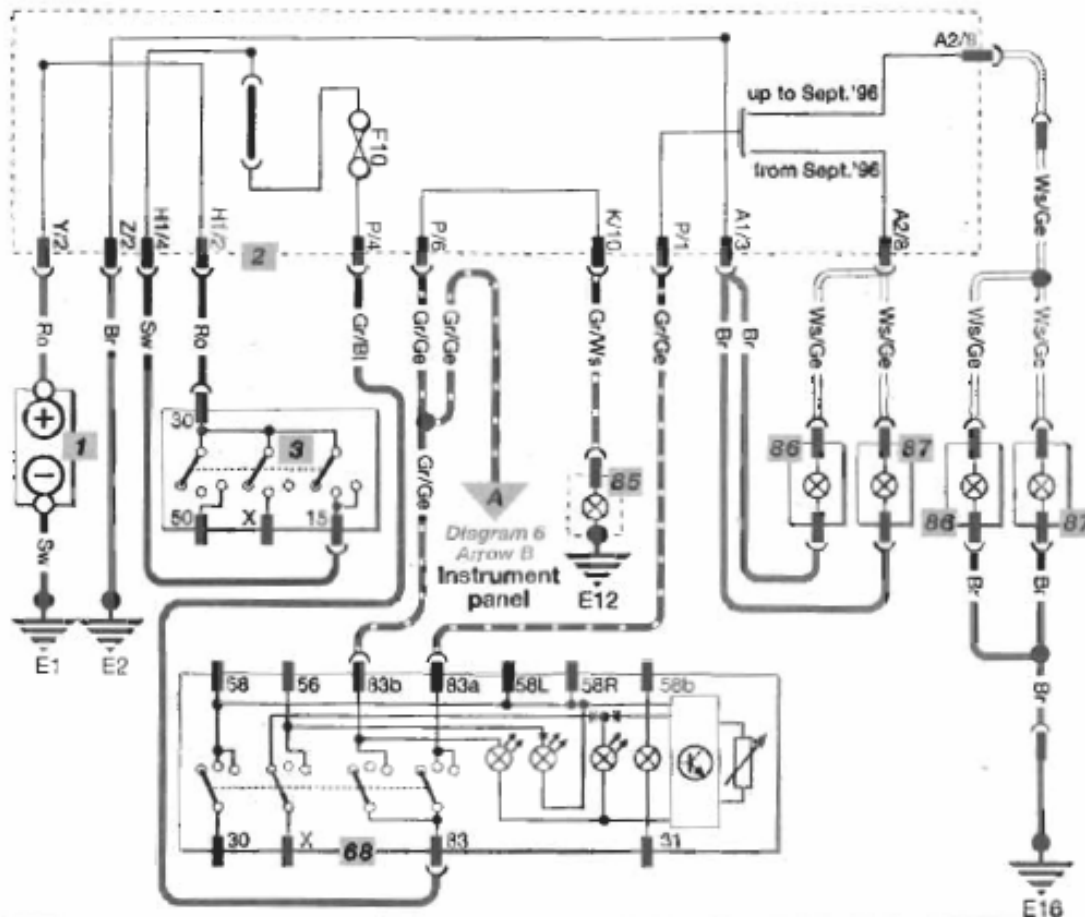 A2/8
up to Sept.'96
F10
from Sept.'96
Ws/Ge
Y/2
Z/2
H1/4
H1/2
2
P/4
P/6
K/10
P/1
A1/3
A2/8
Ro
Br
Sw
Ro
Gr/Bl
Gr/Ge
Gr/Ge
Gr/Ws
Gr/Ge
Br
Br
Ws/Ge
Ws/Ge
Ws/Ge
Ws/Ge
30
1
3
Gr/Ge
85
86
87
A
50
X
15
Diagram 6
Arrow B
Instrument
panel
86
87
Sw
E12
Br
Br
E1
E2
58
56
83b
83a
58L
58R
58b
Br
30
X
68
83
31
E16